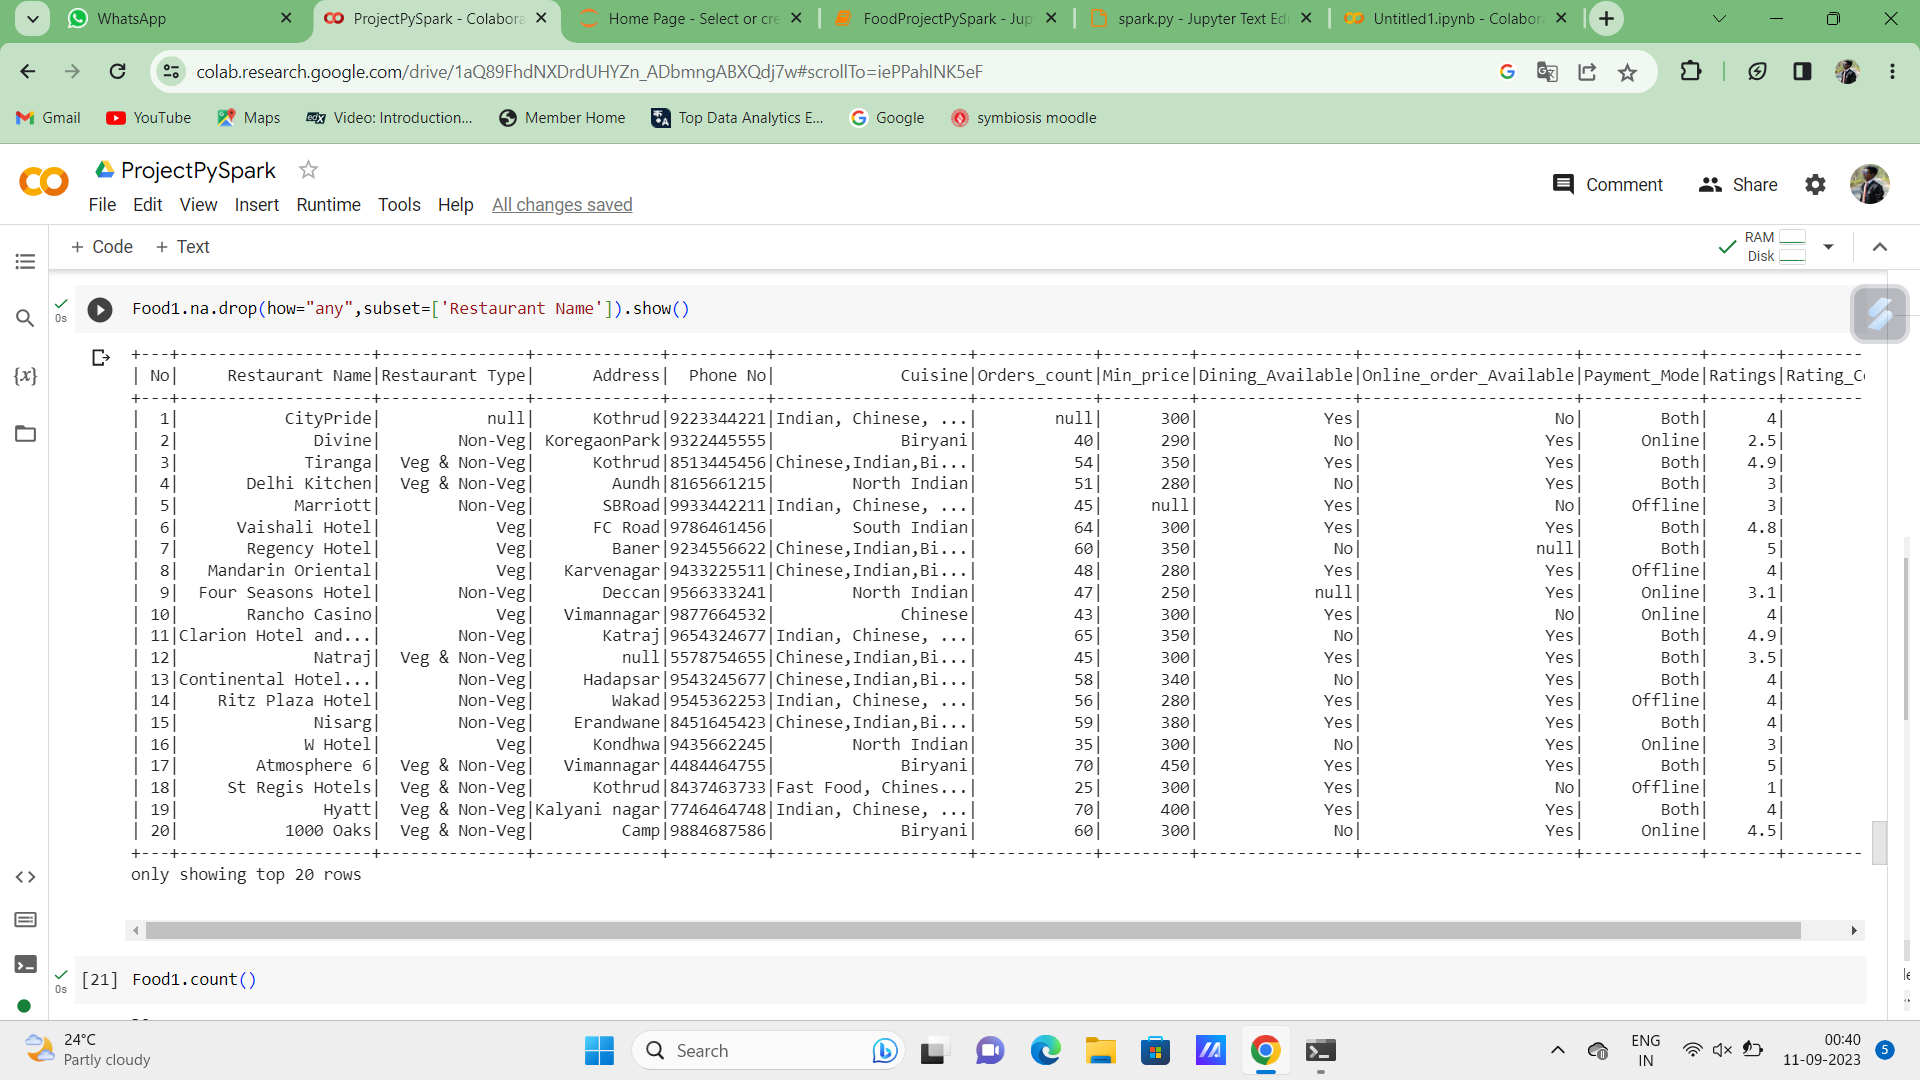 WhatsApp
ProjectPySpark - Colabora
Home Page - Select or cre
FoodProjectPySpark - Jup
spark.py - Jupyter Text Edi
Untitled1.ipynb - Colabora
colab.research.google.com/drive/1aQ89FhdNXDrdUHYZn_ADbmngABXQdj7w#scrollTo=iePPahlNK5eF
Gmail
YouTube
Maps
edX Video: Introduction...
Member Home
Top Data Analytics E...
Google
symbiosis moodle
ProjectPySpark
Comment
Share
File Edit View Insert Runtime Tools Help All changes saved
+ Code + Text
RAM
Disk
0s
Food1.na.drop(how="any",subset=['Restaurant Name']).show()
{x}
+---+--------------------+---------------+-------------+----------+--------------------+------------+---------+----------------+----------------------+------------+-------+--------
| No| Restaurant Name|Restaurant Type| Address| Phone No| Cuisine|Orders_count|Min_price|Dining_Available|Online_order_Available|Payment_Mode|Ratings|Rating_Co
+---+--------------------+---------------+-------------+----------+--------------------+------------+---------+----------------+----------------------+------------+-------+--------
| 1| CityPride| null| Kothrud|9223344221|Indian, Chinese, ...| null| 300| Yes| No| Both| 4|
| 2| Divine| Non-Veg| KoregaonPark|9322445555| Biryani| 40| 290| No| Yes| Online| 2.5|
| 3| Tiranga| Veg & Non-Veg| Kothrud|8513445456|Chinese,Indian,Bi...| 54| 350| Yes| Yes| Both| 4.9|
| 4| Delhi Kitchen| Veg & Non-Veg| Aundh|8165661215| North Indian| 51| 280| No| Yes| Both| 3|
| 5| Marriott| Non-Veg| SBRoad|9933442211|Indian, Chinese, ...| 45| null| Yes| No| Offline| 3|
| 6| Vaishali Hotel| Veg| FC Road|9786461456| South Indian| 64| 300| Yes| Yes| Both| 4.8|
| 7| Regency Hotel| Veg| Baner|9234556622|Chinese,Indian,Bi...| 60| 350| No| null| Both| 5|
| 8| Mandarin Oriental| Veg| Karvenagar|9433225511|Chinese,Indian,Bi...| 48| 280| Yes| Yes| Offline| 4|
| 9| Four Seasons Hotel| Non-Veg| Deccan|9566333241| North Indian| 47| 250| null| Yes| Online| 3.1|
| 10| Rancho Casino| Veg| Vimannagar|9877664532| Chinese| 43| 300| Yes| No| Online| 4|
| 11|Clarion Hotel and...| Non-Veg| Katraj|9654324677|Indian, Chinese, ...| 65| 350| No| Yes| Both| 4.9|
| 12| Natraj| Veg & Non-Veg| null|5578754655|Chinese,Indian,Bi...| 45| 300| Yes| Yes| Both| 3.5|
| 13|Continental Hotel...| Non-Veg| Hadapsar|9543245677|Chinese,Indian,Bi...| 58| 340| No| Yes| Both| 4|
| 14| Ritz Plaza Hotel| Non-Veg| Wakad|9545362253|Indian, Chinese, ...| 56| 280| Yes| Yes| Offline| 4|
| 15| Nisarg| Non-Veg| Erandwane|8451645423|Chinese,Indian,Bi...| 59| 380| Yes| Yes| Both| 4|
| 16| W Hotel| Veg| Kondhwa|9435662245| North Indian| 35| 300| No| Yes| Online| 3|
| 17| Atmosphere 6| Veg & Non-Veg| Vimannagar|4484464755| Biryani| 70| 450| Yes| Yes| Both| 5|
| 18| St Regis Hotels| Veg & Non-Veg| Kothrud|8437463733|Fast Food, Chines...| 25| 300| Yes| No| Offline| 1|
| 19| Hyatt| Veg & Non-Veg|Kalyani nagar|7746464748|Indian, Chinese, ...| 70| 400| Yes| Yes| Both| 4|
| 20| 1000 Oaks| Veg & Non-Veg| Camp|9884687586| Biryani| 60| 300| No| Yes| Online| 4.5|
+---+--------------------+---------------+-------------+----------+--------------------+------------+---------+----------------+----------------------+------------+-------+--------
only showing top 20 rows
0s
[21] Food1.count()
24°C
Partly cloudy
Search
ENG
IN
00:40
11-09-2023
5